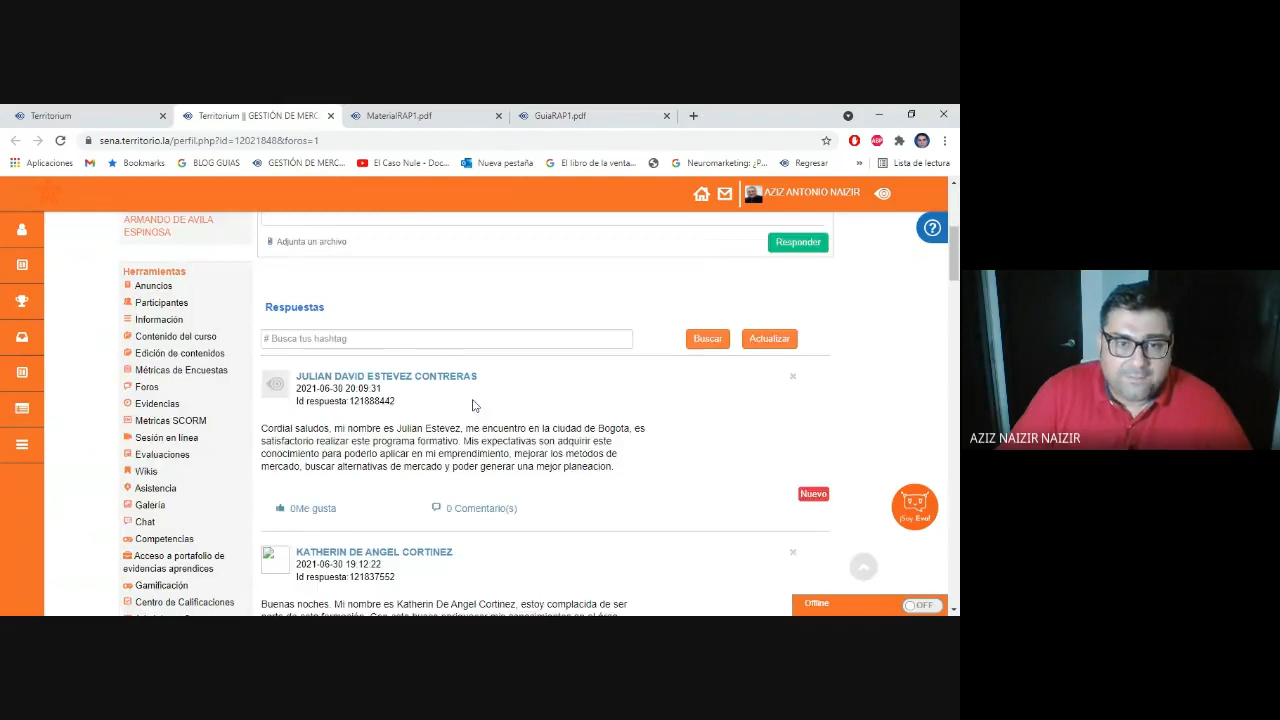 Territorium
Territorium || GESTIÓN DE MERC
MaterialRAP1.pdf
GuiaRAP1.pdf
sena.territorio.la/perfil.php?id=12021848&foros=1
Aplicaciones
Bookmarks
BLOG GUIAS
GESTIÓN DE MERC...
El Caso Nule - Doc...
Nueva pestaña
El libro de la venta...
Neuromarketing: ¿P...
Regresar
»
Lista de lectura
AZIZ ANTONIO NAIZIR
ARMANDO DE AVILA
ESPINOSA
Adjunta un archivo
Responder
Herramientas
Anuncios
Participantes
Información
Contenido del curso
Edición de contenidos
Métricas de Encuestas
Foros
Evidencias
Metricas SCORM
Sesión en línea
Evaluaciones
Wikis
Asistencia
Galería
Chat
Competencias
Acceso a portafolio de
evidencias aprendices
Gamificación
Centro de Calificaciones
Respuestas
# Busca tus hashtag
Buscar
Actualizar
JULIAN DAVID ESTEVEZ CONTRERAS
2021-06-30 20:09:31
Id respuesta:121888442
Cordial saludos, mi nombre es Julian Estevez, me encuentro en la ciudad de Bogota, es
satisfactorio realizar este programa formativo. Mis expectativas son adquirir este
conocimiento para poderlo aplicar en mi emprendimiento, mejorar los metodos de
mercado, buscar alternativas de mercado y poder generar una mejor planeacion.
Nuevo
0Me gusta
0 Comentario(s)
¡Soy Eva!
KATHERIN DE ANGEL CORTINEZ
2021-06-30 19:12:22
Id respuesta:121837552
Buenas noches. Mi nombre es Katherin De Angel Cortinez, estoy complacida de ser
Offline
OFF
AZIZ NAIZIR NAIZIR